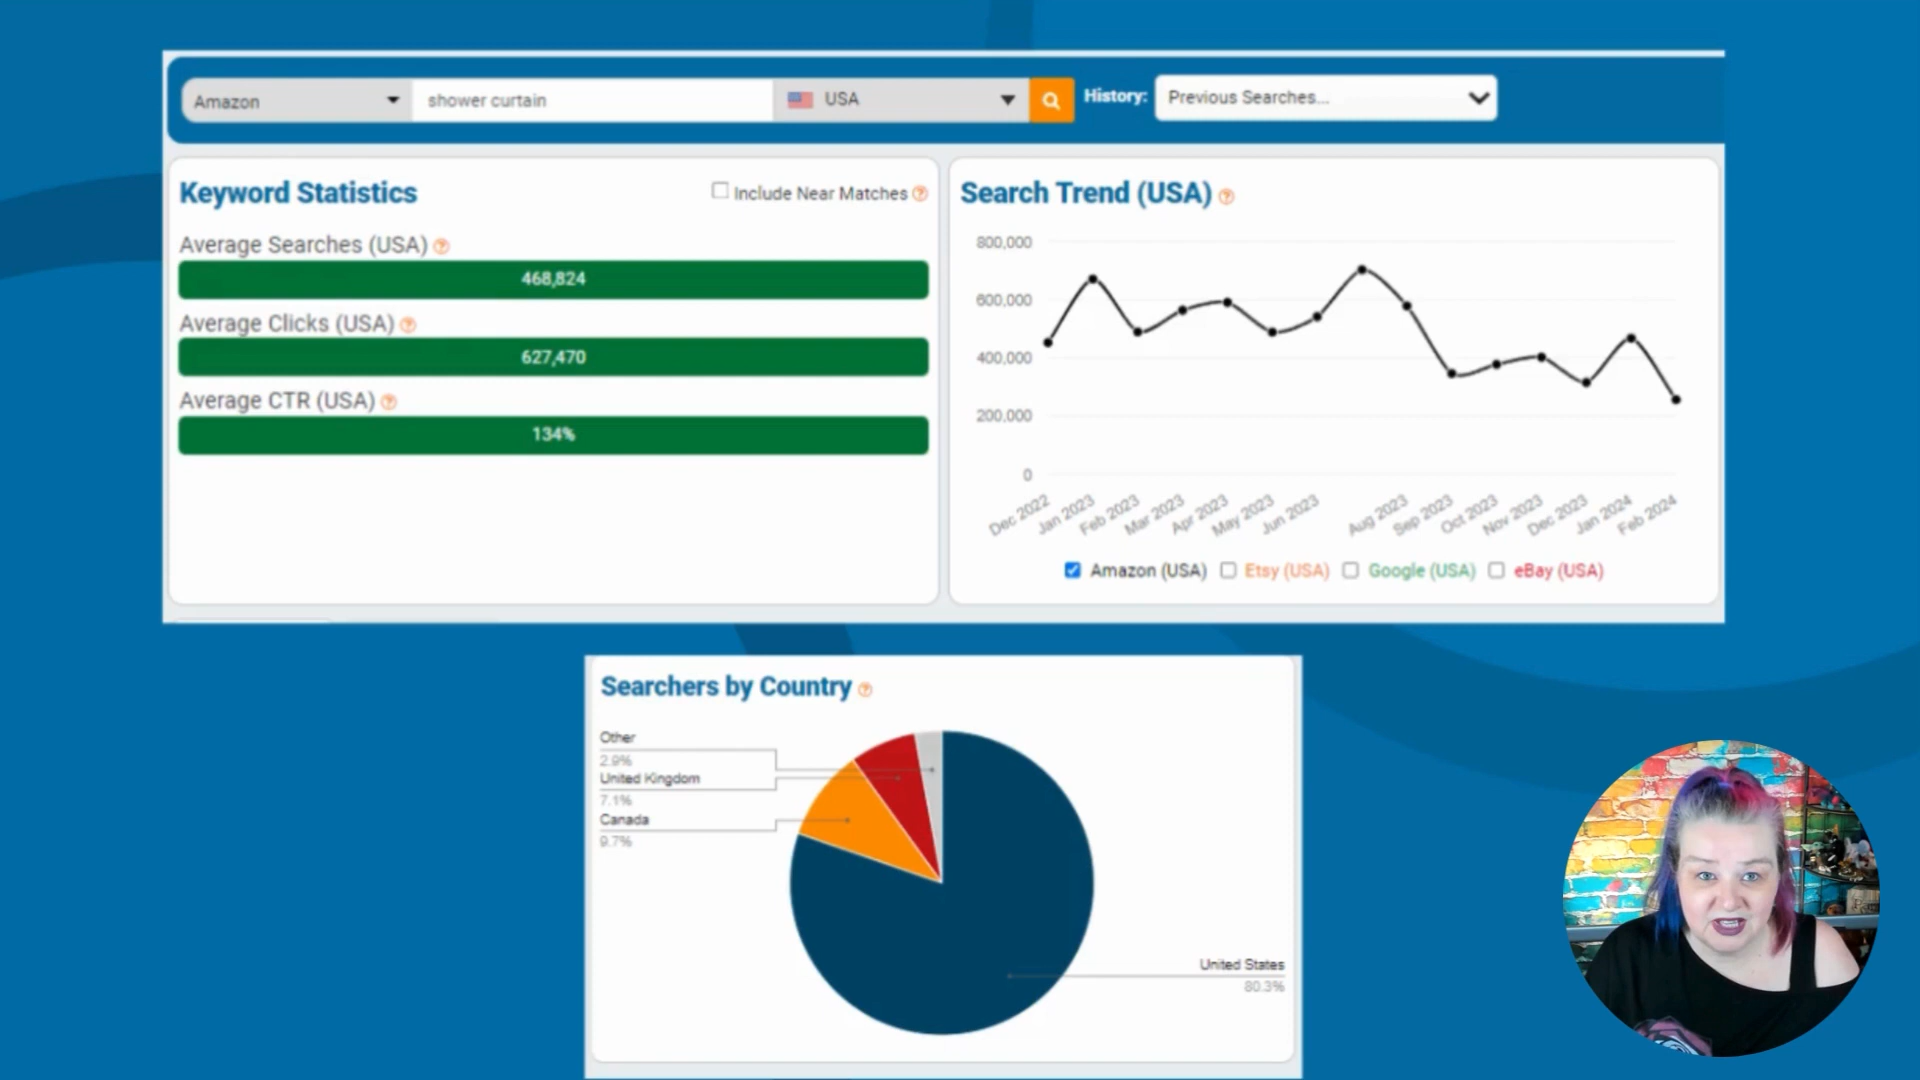 Amazon
shower curtain
USA
History:
Previous Searches...
Keyword Statistics
Include Near Matches
Average Searches (USA)
468,824
Average Clicks (USA)
627,470
Average CTR (USA)
134%
Search Trend (USA)
800,000
600,000
400,000
200,000
0
Dec 2022
Jan 2023
Feb 2023
Mar 2023
Apr 2023
May 2023
Jun 2023
Aug 2023
Sep 2023
Oct 2023
Nov 2023
Dec 2023
Jan 2024
Feb 2024
Amazon (USA)
Etsy (USA)
Google (USA)
eBay (USA)
Searchers by Country
Other
2.9%
United Kingdom
7.1%
Canada
9.7%
United States
80.3%